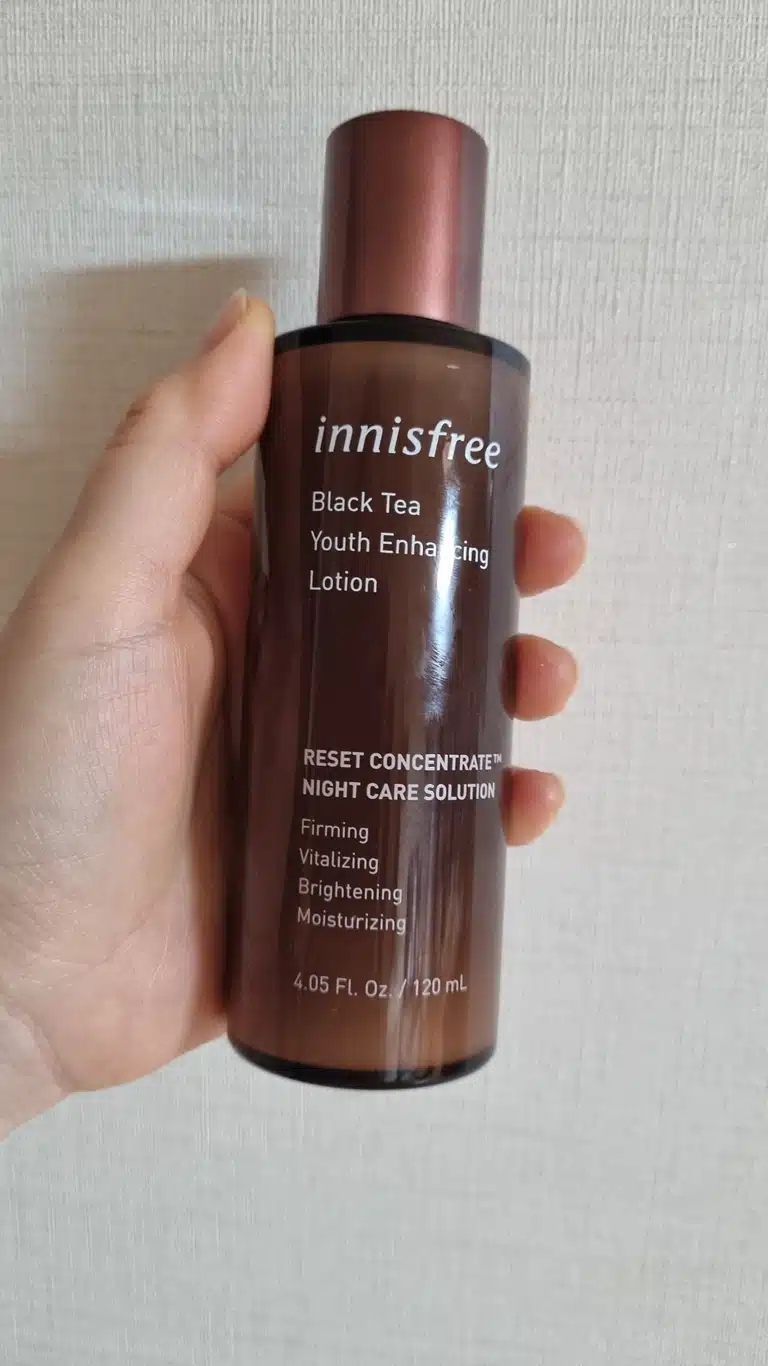 innisfree
Black Tea
Youth Enhancing
Lotion
RESET CONCENTRATE™
NIGHT CARE SOLUTION
Firming
Vitalizing
Brightening
Moisturizing
4.05 Fl. Oz. / 120 mL